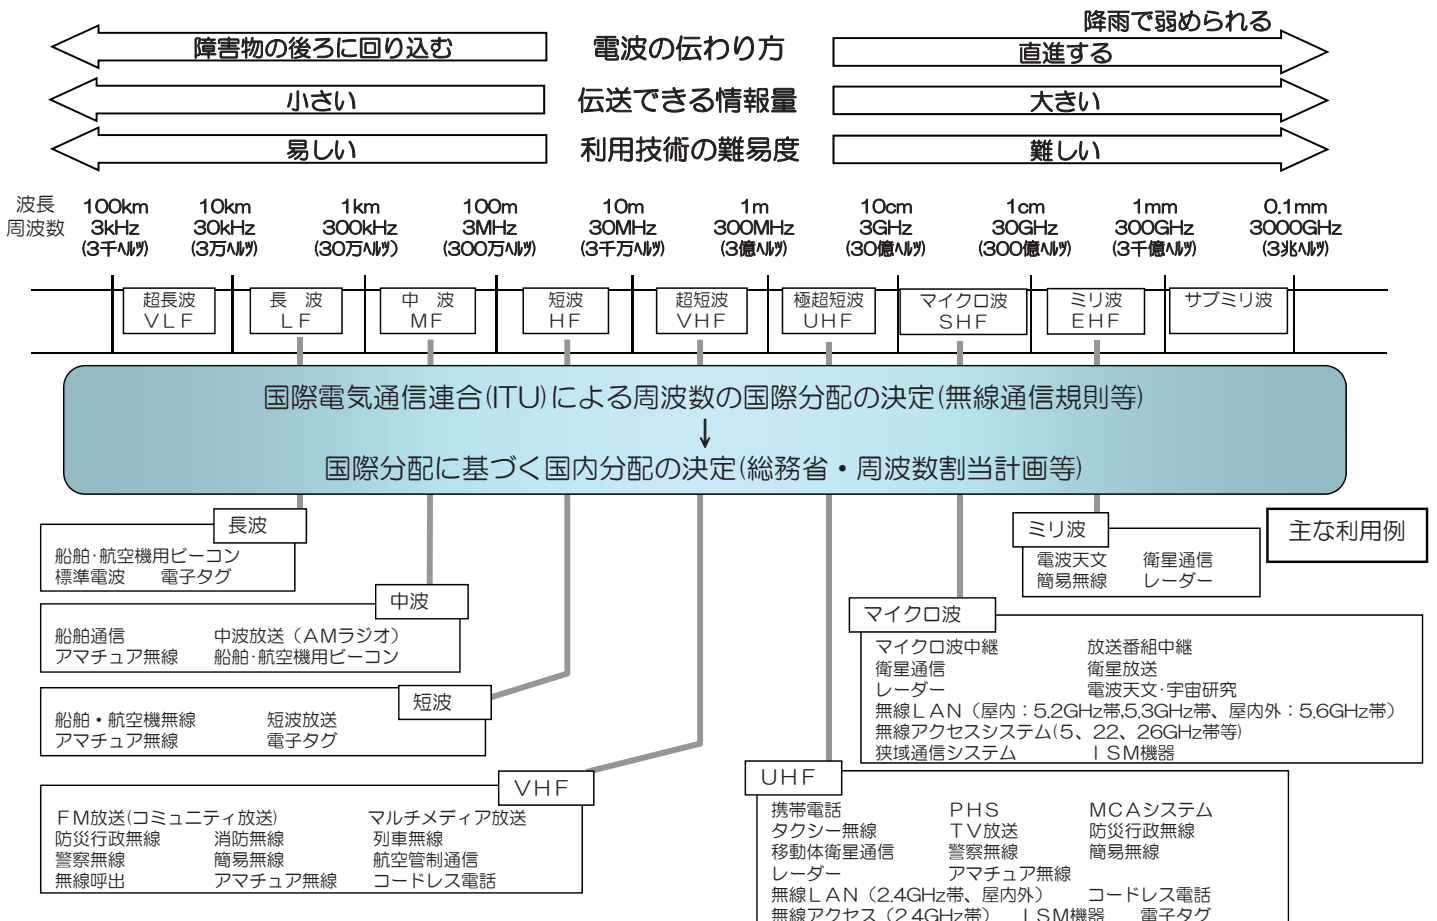 降雨で弱められる
障害物の後ろに回り込む 電波の伝わり方 直進する
小さい 伝送できる情報量 大きい
易しい 利用技術の難易度 難しい
波長 100km 10km 1km 100m 10m 1m 10cm 1cm 1mm 0.1mm
周波数 3kHz 30kHz 300kHz 3MHz 30MHz 300MHz 3GHz 30GHz 300GHz 3000GHz
(3千ヘルツ) (3万ヘルツ) (30万ヘルツ) (300万ヘルツ) (3千万ヘルツ) (3億ヘルツ) (30億ヘルツ) (300億ヘルツ) (3千億ヘルツ) (3兆ヘルツ)
超長波 長 波 中 波 短波 超短波 極超短波 マイクロ波 ミリ波 サブミリ波
VLF LF MF HF VHF UHF SHF EHF
国際電気通信連合(ITU)による周波数の国際分配の決定(無線通信規則等)
↓
国際分配に基づく国内分配の決定(総務省・周波数割当計画等)
主な利用例
長波
船舶・航空機用ビーコン
標準電波 電子タグ
中波
船舶通信 中波放送(AMラジオ)
アマチュア無線 船舶・航空機用ビーコン
短波
船舶・航空機無線 短波放送
アマチュア無線 電子タグ
VHF
FM放送(コミュニティ放送) マルチメディア放送
防災行政無線 消防無線 列車無線
警察無線 簡易無線 航空管制通信
無線呼出 アマチュア無線 コードレス電話
ミリ波
電波天文 衛星通信
簡易無線 レーダー
マイクロ波
マイクロ波中継 放送番組中継
衛星通信 衛星放送
レーダー 電波天文・宇宙研究
無線LAN(屋内:5.2GHz帯,5.3GHz帯、屋内外:5.6GHz帯)
無線アクセスシステム(5、22、26GHz帯等)
狭域通信システム ISM機器
UHF
携帯電話 PHS MCAシステム
タクシー無線 TV放送 防災行政無線
移動体衛星通信 警察無線 簡易無線
レーダー アマチュア無線
無線LAN(2.4GHz帯、屋内外) コードレス電話
無線アクセス(2.4GHz帯) ISM機器 電子タグ